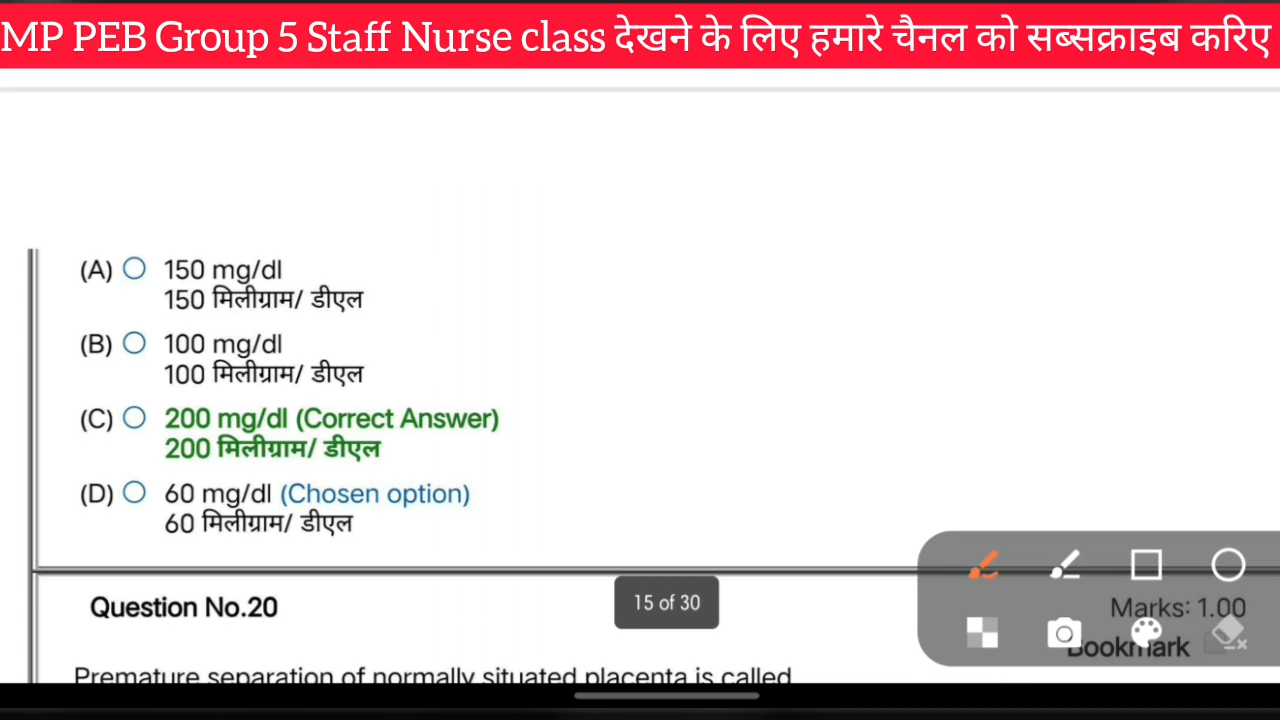 MP PEB Group 5 Staff Nurse class देखने के लिए हमारे चैनल को सब्सक्राइब करिए
(A) 150 mg/dl
150 मिलीग्राम/ डीएल
(B) 100 mg/dl
100 मिलीग्राम/ डीएल
(C) 200 mg/dl (Correct Answer)
200 मिलीग्राम/ डीएल
(D) 60 mg/dl (Chosen option)
60 मिलीग्राम/ डीएल
Question No.20
15 of 30
Marks: 1.00
Bookmark
Premature separation of normally situated placenta is called